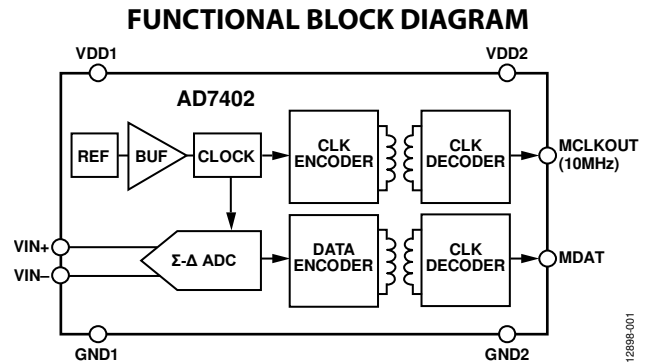 FUNCTIONAL BLOCK DIAGRAM
VDD1
VDD2
AD7402
REF
BUF
CLOCK
CLK
ENCODER
CLK
DECODER
MCLKOUT
(10MHz)
VIN+
VIN–
Σ-Δ ADC
DATA
ENCODER
CLK
DECODER
MDAT
GND1
GND2
12898-001